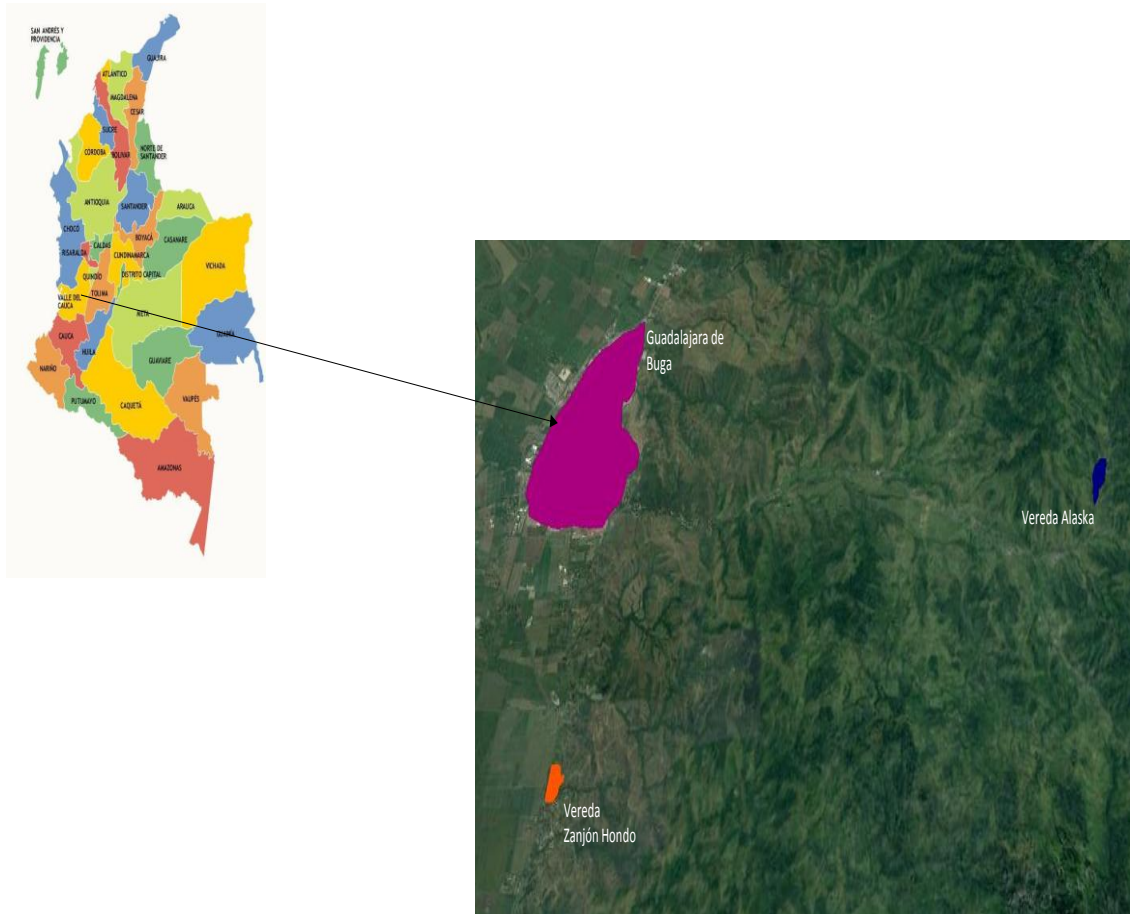 SAN ANDRÉS Y
PROVIDENCIA
GUAJIRA
ATLÁNTICO
MAGDALENA
CESAR
SUCRE
BOLIVAR
NORTE DE
SANTANDER
CÓRDOBA
ANTIOQUIA
SANTANDER
ARAUCA
CHOCÓ
BOYACÁ
CASANARE
RISARALDA
CALDAS
CUNDINAMARCA
VICHADA
QUINDÍO
DISTRITO CAPITAL
TOLIMA
VALLE DEL
CAUCA
META
CAUCA
GUAINÍA
HUILA
GUAVIARE
NARIÑO
VAUPÉS
PUTUMAYO
CAQUETÁ
AMAZONAS
Guadalajara de
Buga
Vereda Alaska
Vereda
Zanjón Hondo